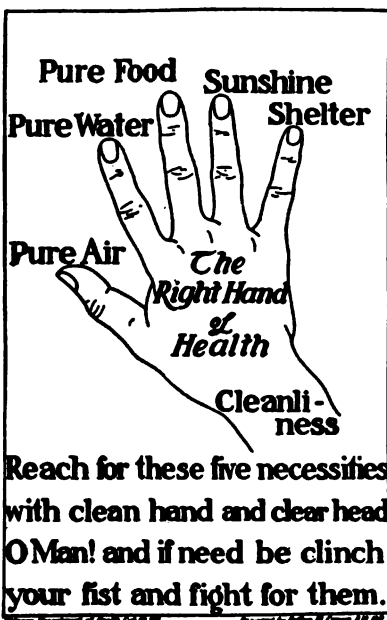 Pure Food
Sunshine
Pure Water
Shelter
Pure Air
The
Right Hand
of
Health
Cleanli-
ness
Reach for these five necessities
with clean hand and clear head
O Man! and if need be clinch
your fist and fight for them.